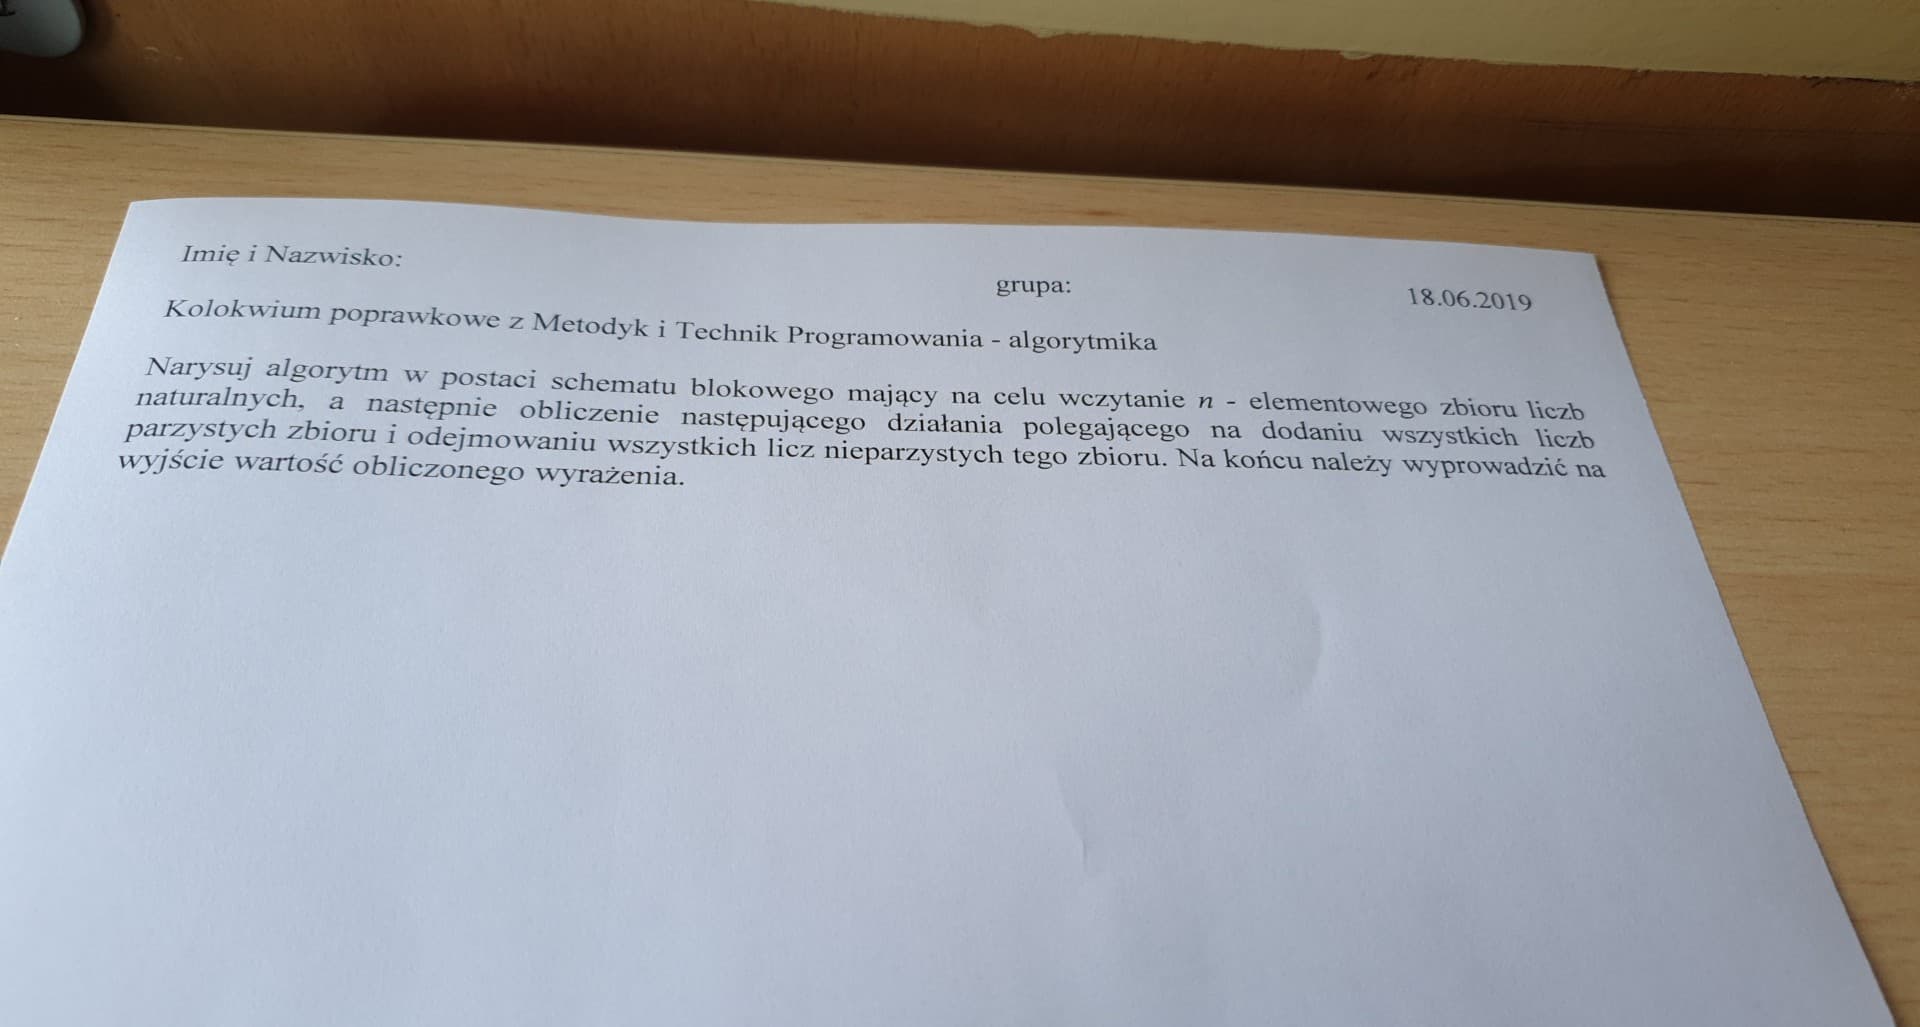 Imię i Nazwisko:
grupa:
18.06.2019
Kolokwium poprawkowe z Metodyk i Technik Programowania - algorytmika
Narysuj algorytm w postaci schematu blokowego mający na celu wczytanie n - elementowego zbioru liczb
naturalnych, a następnie obliczenie następującego działania polegającego na dodaniu wszystkich liczb
parzystych zbioru i odejmowaniu wszystkich licz nieparzystych tego zbioru. Na końcu należy wyprowadzić na
wyjście wartość obliczonego wyrażenia.